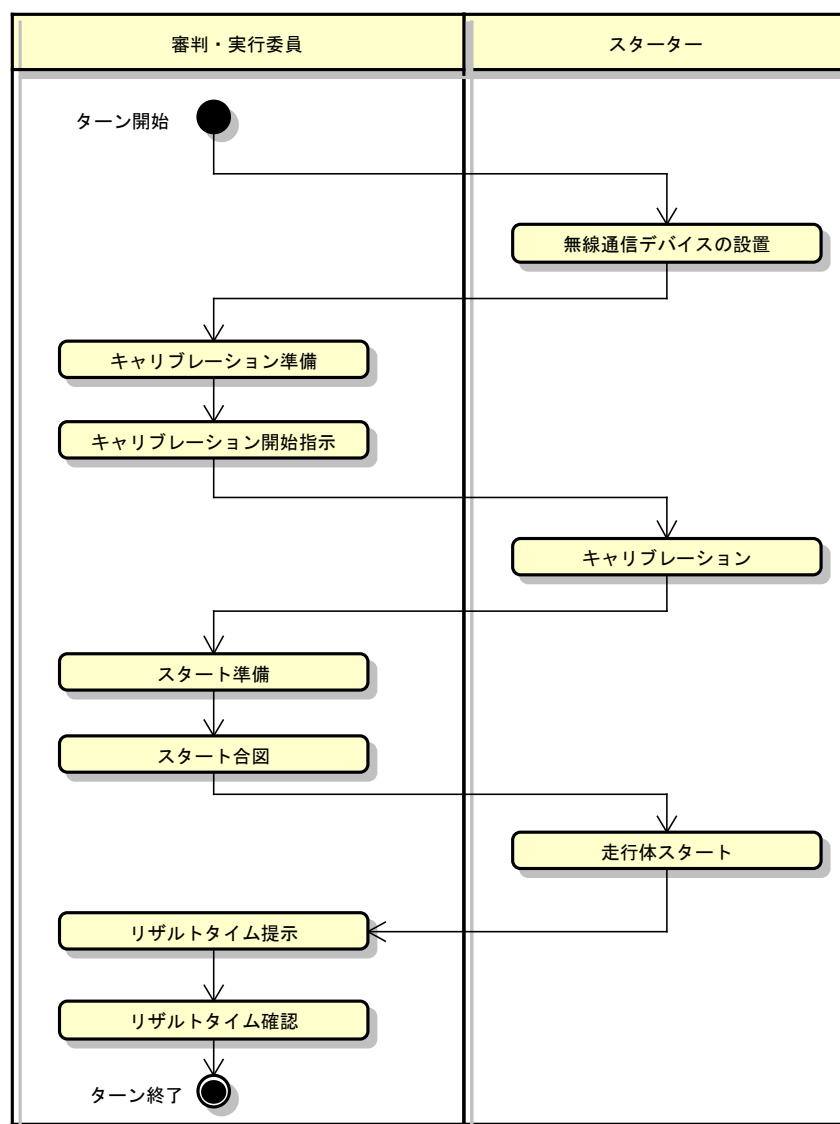 審判・実行委員
スターター
ターン開始
無線通信デバイスの設置
キャリブレーション準備
キャリブレーション開始指示
キャリブレーション
スタート準備
スタート合図
走行体スタート
リザルトタイム提示
リザルトタイム確認
ターン終了